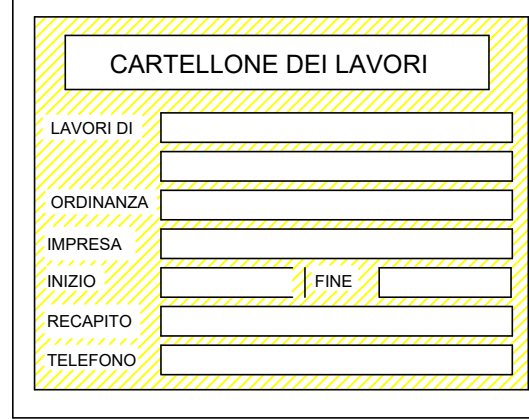 CARTELLONE DEI LAVORI
LAVORI DI
ORDINANZA
IMPRESA
INIZIO FINE
RECAPITO
TELEFONO